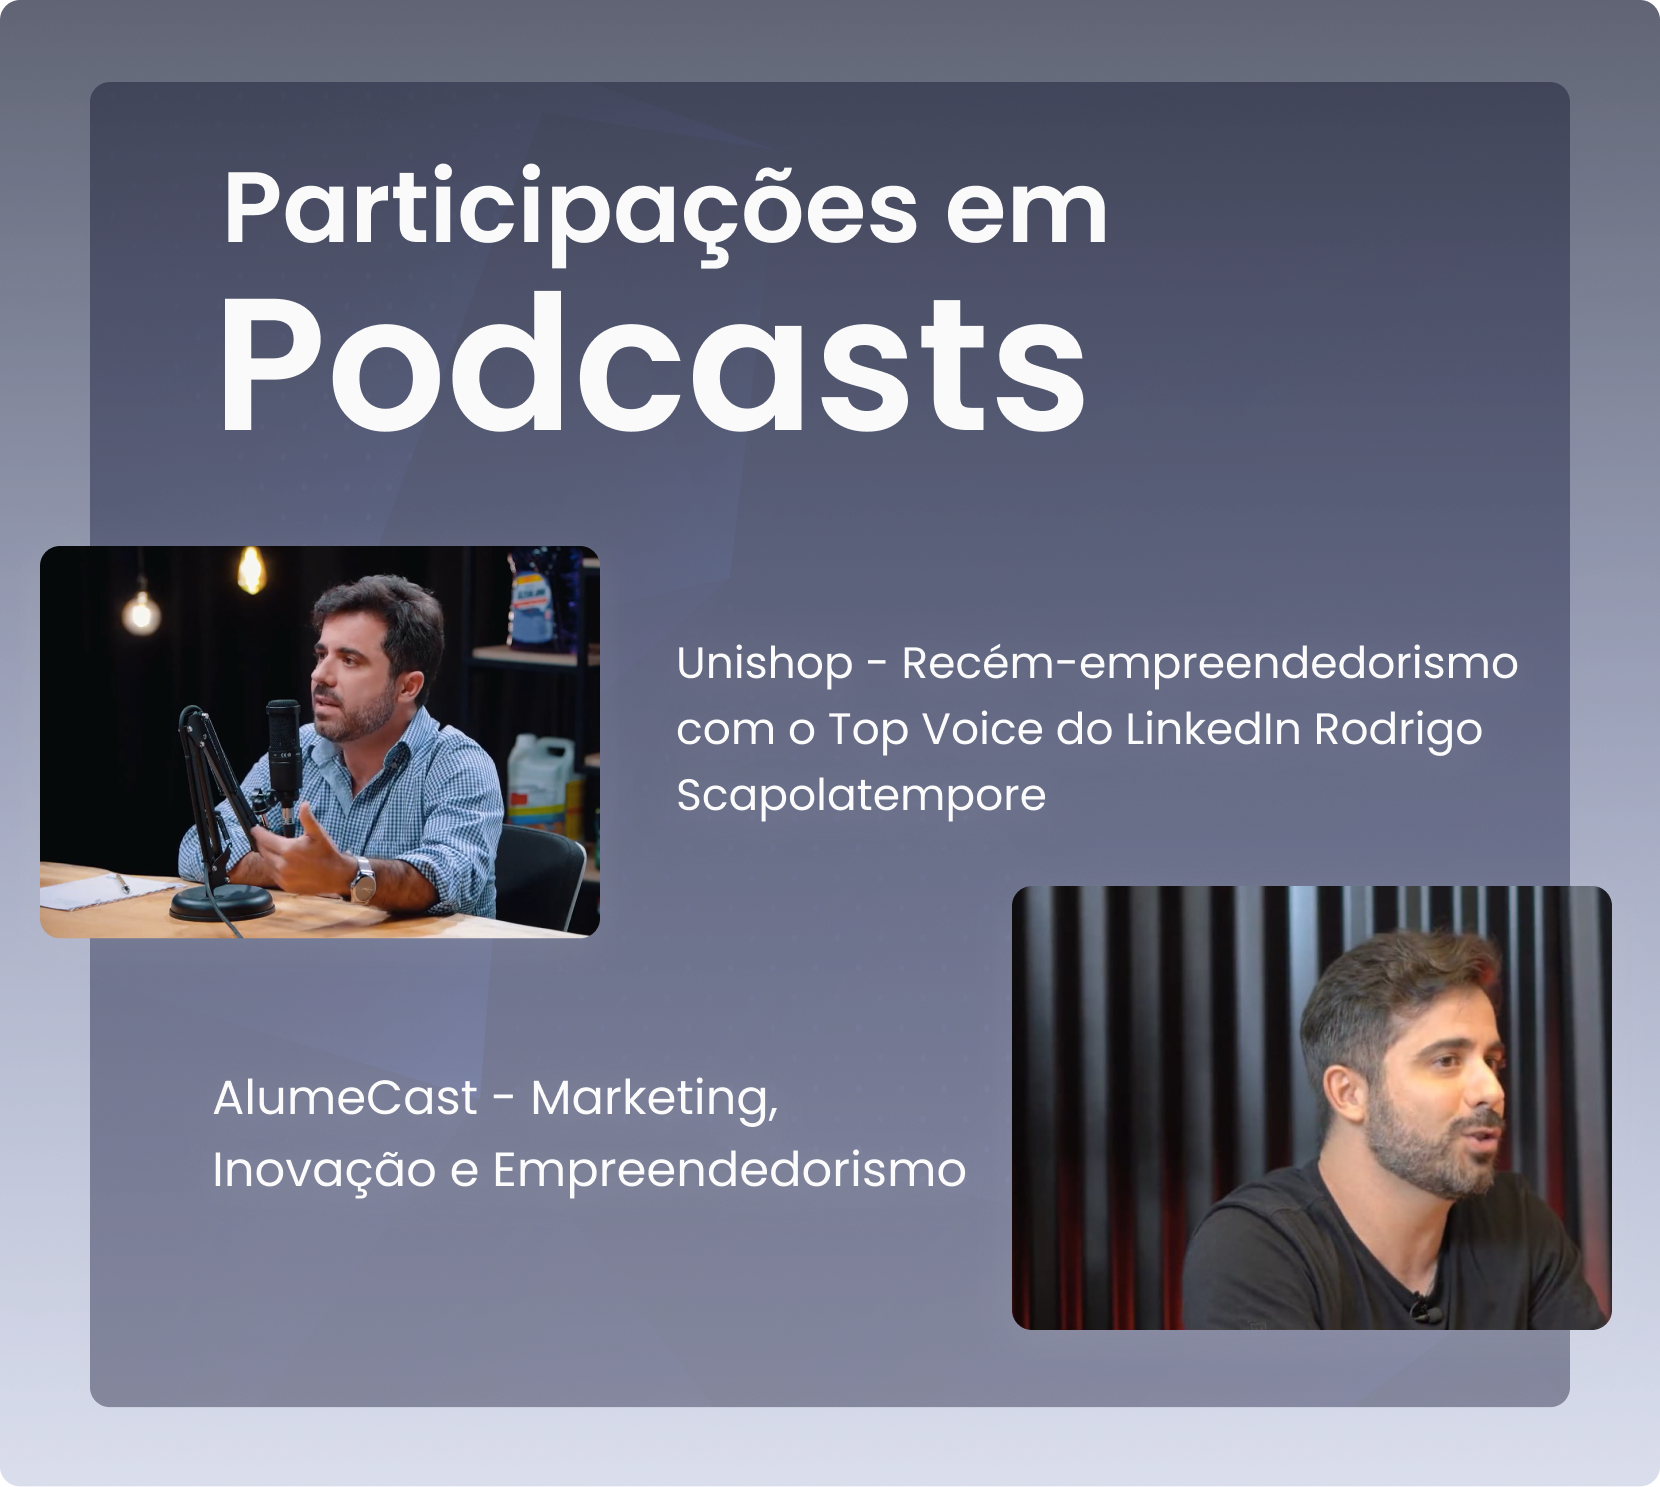 Participações em
Podcasts
Unishop - Recém-empreendedorismo
com o Top Voice do LinkedIn Rodrigo
Scapolatempore
AlumeCast - Marketing,
Inovação e Empreendedorismo